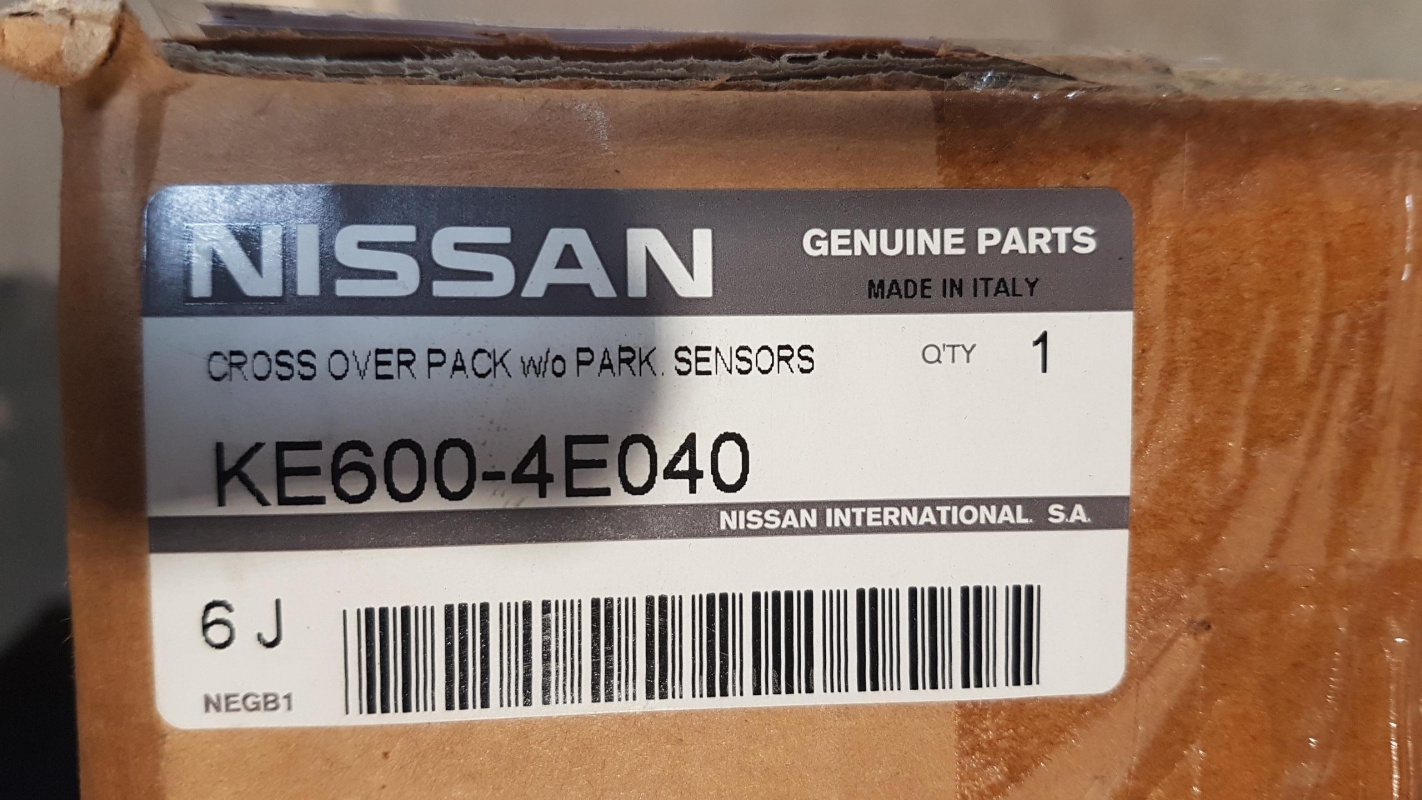 NISSAN
GENUINE PARTS
MADE IN ITALY
CROSS OVER PACK w/o PARK. SENSORS
Q'TY 1
KE600-4E040
NISSAN INTERNATIONAL. S.A.
6 J
NEGB1